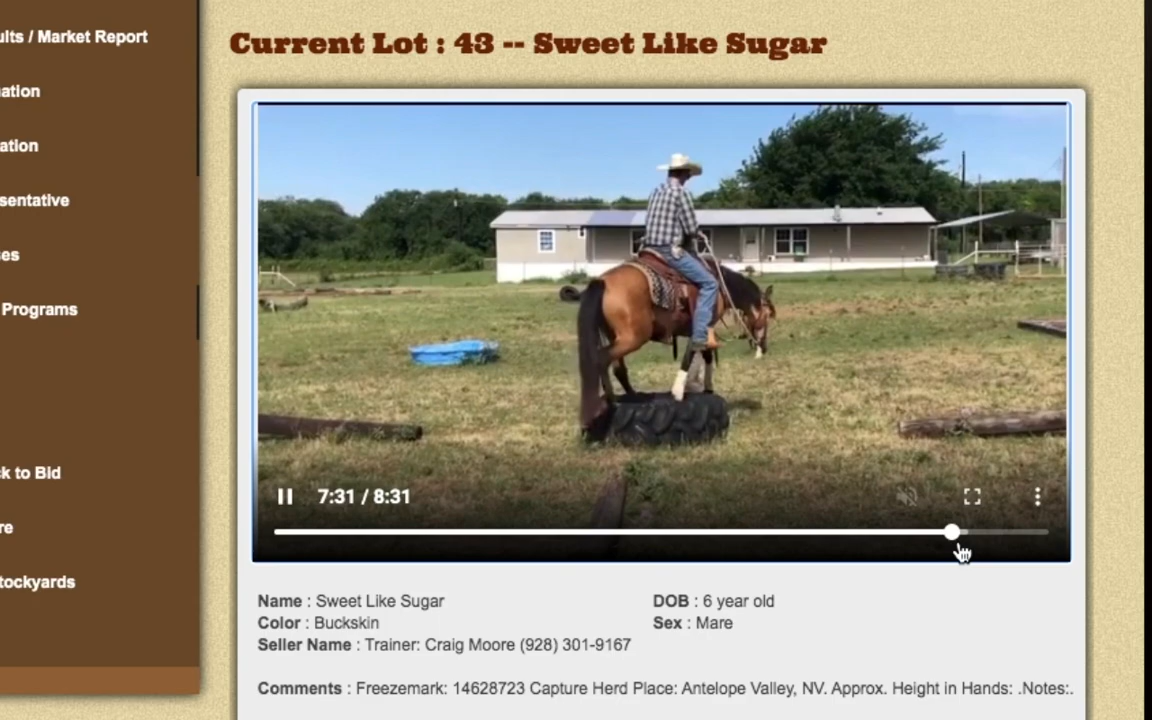 ults / Market Report
ation
ation
sentative
es
Programs
k to Bid
re
tockyards
Current Lot : 43 -- Sweet Like Sugar
7:31 / 8:31
Name : Sweet Like Sugar
DOB : 6 year old
Color : Buckskin
Sex : Mare
Seller Name : Trainer: Craig Moore (928) 301-9167
Comments : Freezemark: 14628723 Capture Herd Place: Antelope Valley, NV. Approx. Height in Hands: .Notes:.